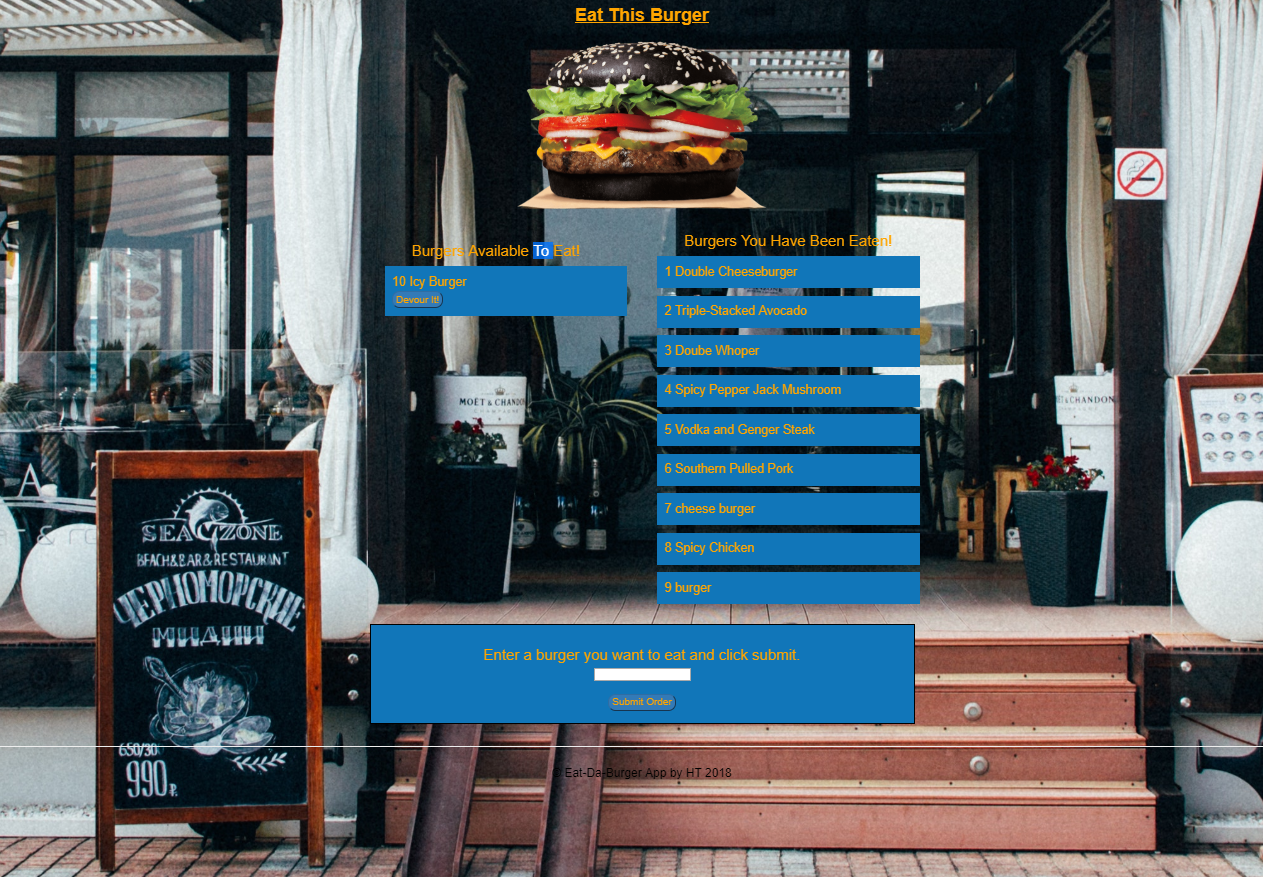 Eat This Burger
Burgers Available To Eat!
10 Icy Burger
Devour It!
Burgers You Have Been Eaten!
1 Double Cheeseburger
2 Triple-Stacked Avocado
3 Doube Whoper
4 Spicy Pepper Jack Mushroom
5 Vodka and Genger Steak
6 Southern Pulled Pork
7 cheese burger
8 Spicy Chicken
9 burger
MOËT & CHANDON
CHAMPAGNE
MOËT & CHANDON
SEA ZONE
BEACH&BAR&RESTAURANT
ЧЕРНОМОРСКИЕ
МИДИИ
650/30
990₽
Enter a burger you want to eat and click submit.
Submit Order
© Eat-Da-Burger App by HT 2018